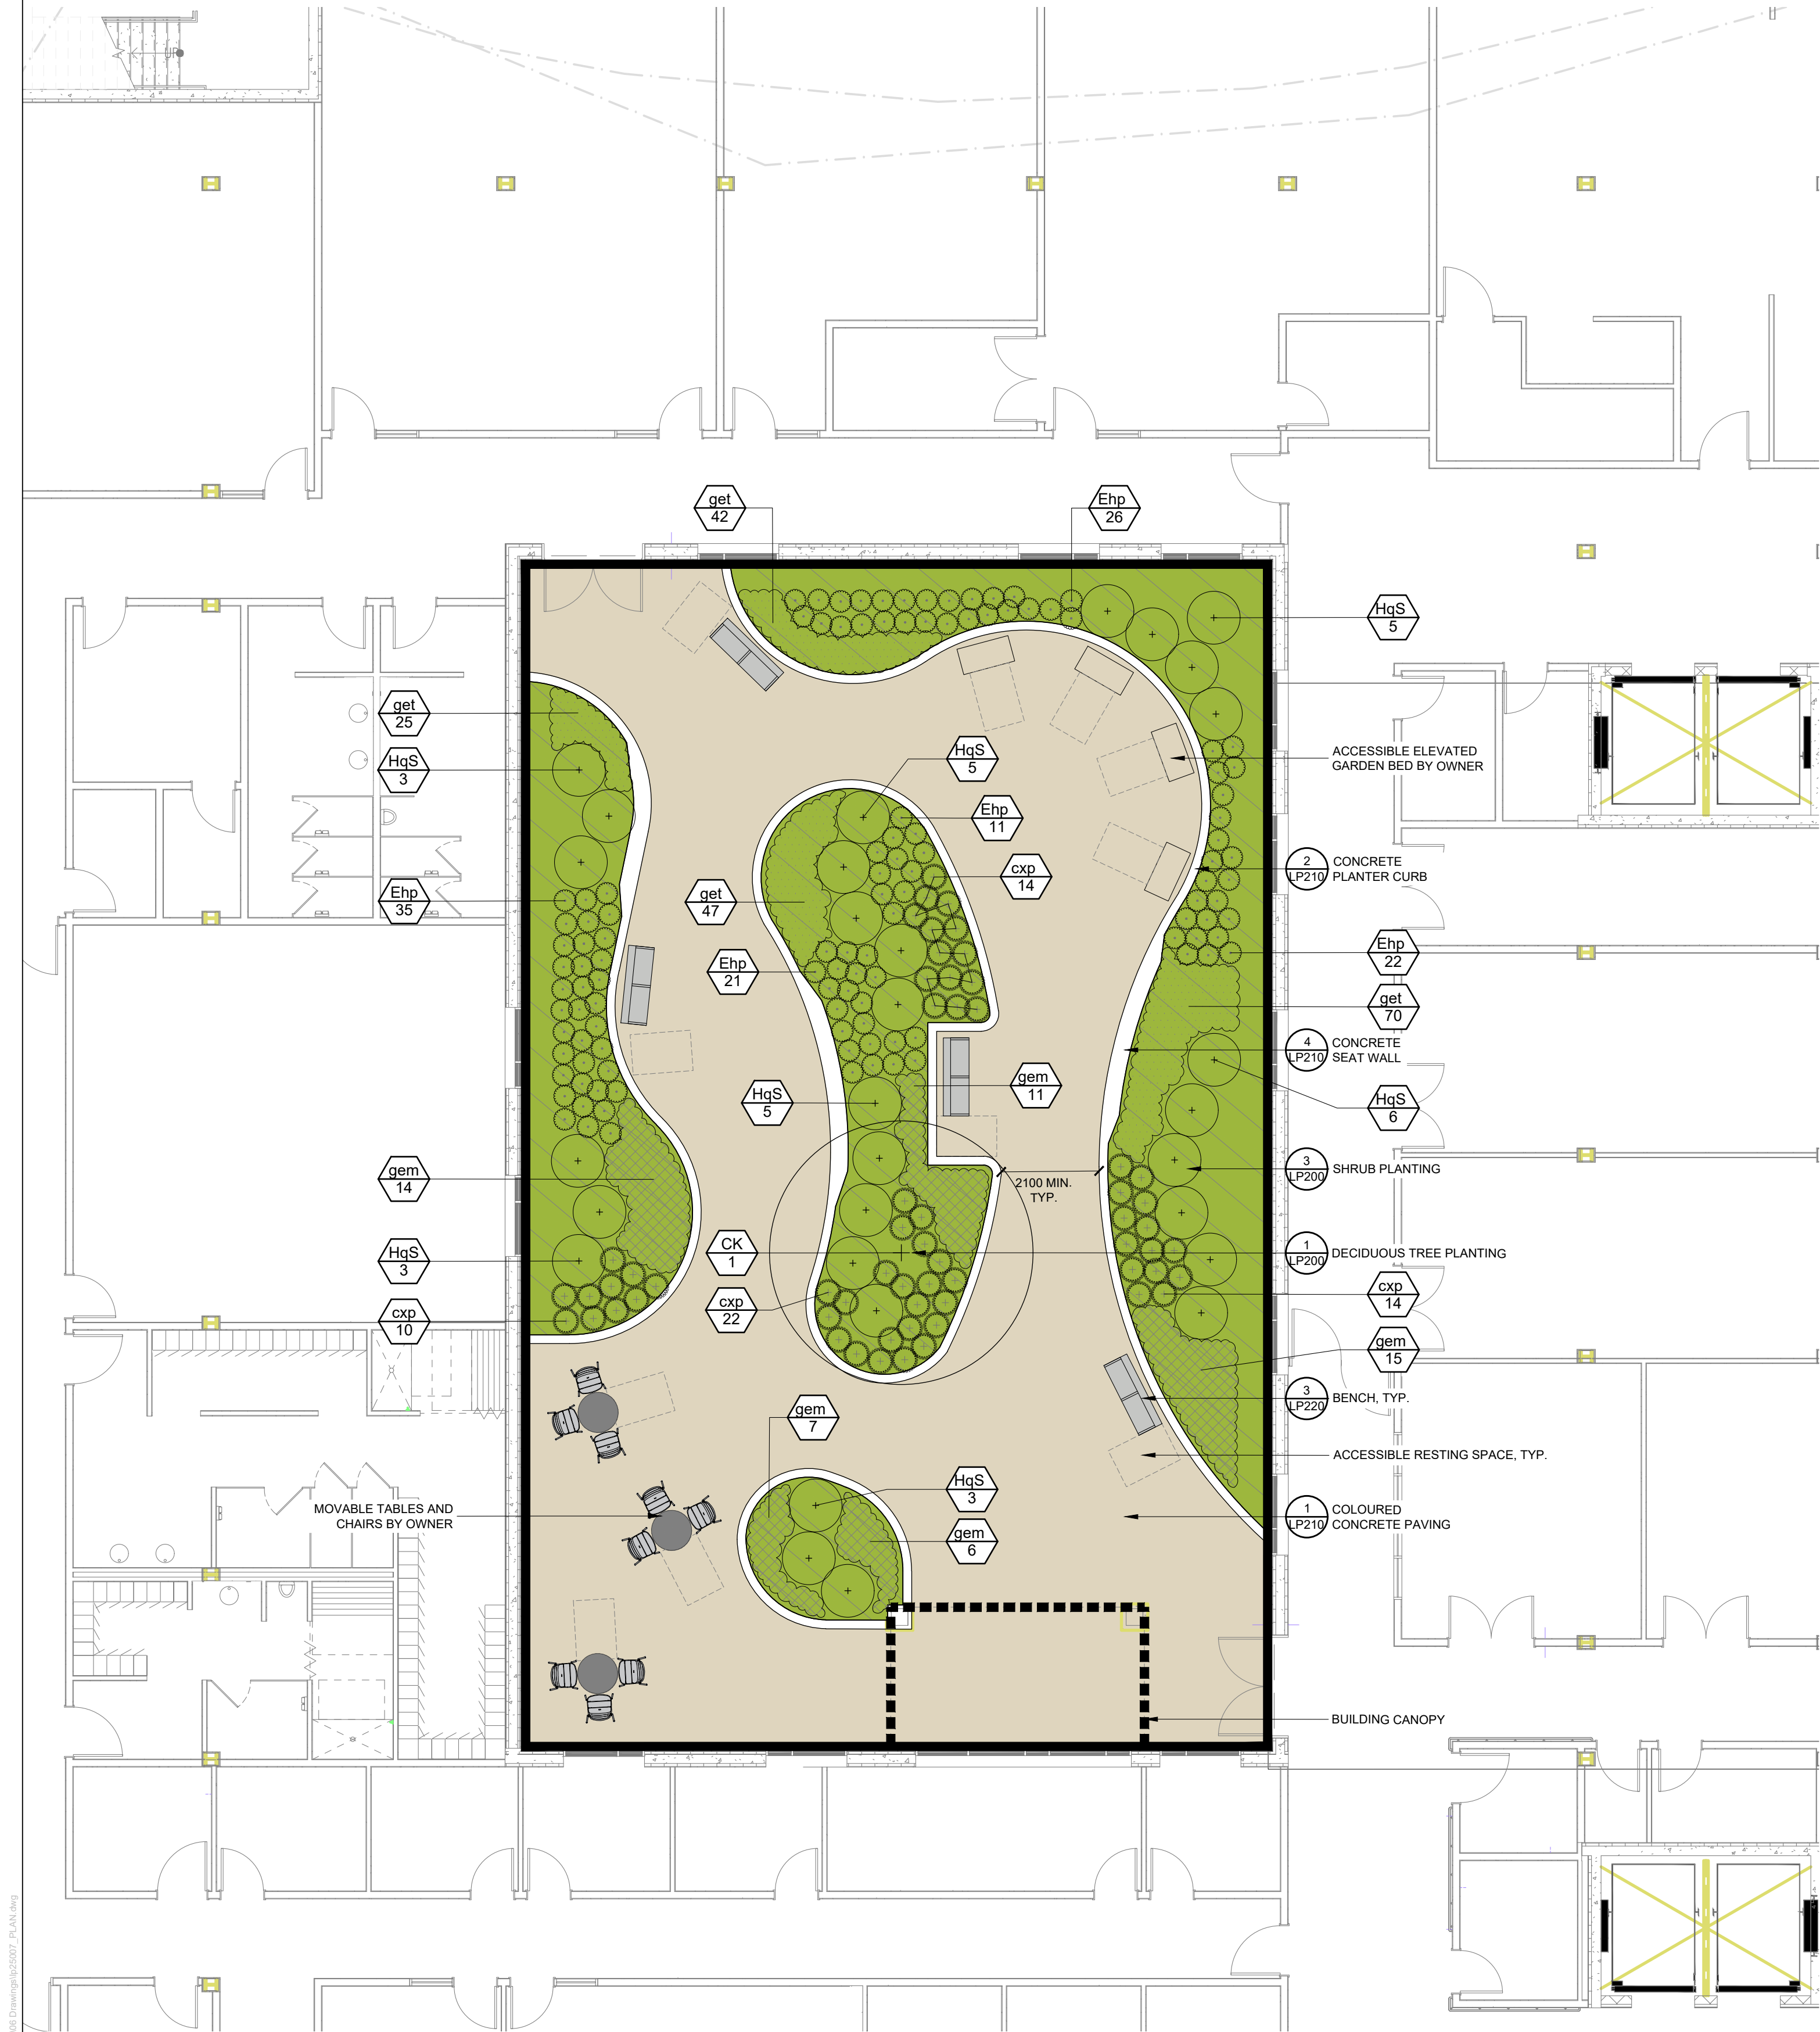 get
42
Ehp
26
HqS
5
get
25
HqS
3
HqS
5
ACCESSIBLE ELEVATED
GARDEN BED BY OWNER
Ehp
11
2
LP210
CONCRETE
PLANTER CURB
cxp
14
Ehp
35
get
47
Ehp
22
Ehp
21
get
70
4
LP210
CONCRETE
SEAT WALL
gem
11
HqS
5
HqS
6
gem
14
3
LP200
SHRUB PLANTING
2100 MIN.
TYP.
HqS
3
CK
1
1
LP200
DECIDUOUS TREE PLANTING
cxp
10
cxp
22
cxp
14
gem
15
3
LP220
BENCH, TYP.
gem
7
ACCESSIBLE RESTING SPACE, TYP.
HqS
3
MOVABLE TABLES AND
CHAIRS BY OWNER
1
LP210
COLOURED
CONCRETE PAVING
gem
6
BUILDING CANOPY
06 Drawings\lp25007_PLAN.dwg